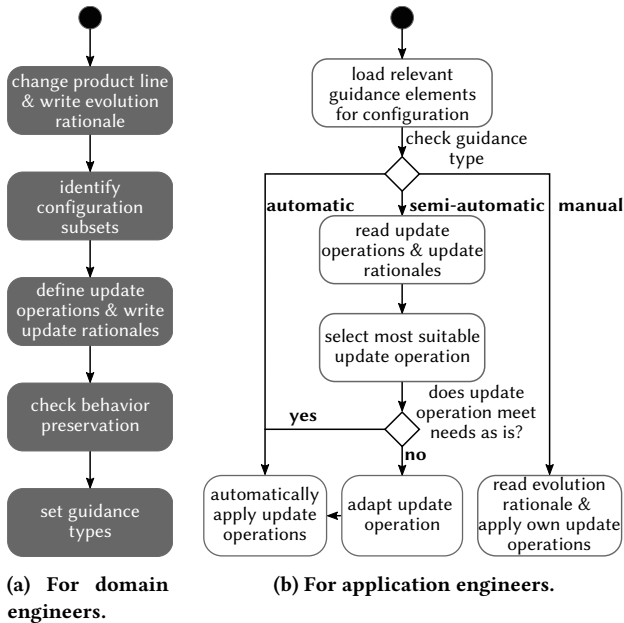 change product line
& write evolution
rationale
identify
configuration
subsets
define update
operations & write
update rationales
check behavior
preservation
set guidance
types
(a) For domain
engineers.
load relevant
guidance elements
for configuration
check guidance
type
automatic
semi-automatic
manual
read update
operations & update
rationales
select most suitable
update operation
does update
operation meet
needs as is?
yes
no
automatically
apply update
operations
adapt update
operation
read evolution
rationale &
apply own update
operations
(b) For application engineers.